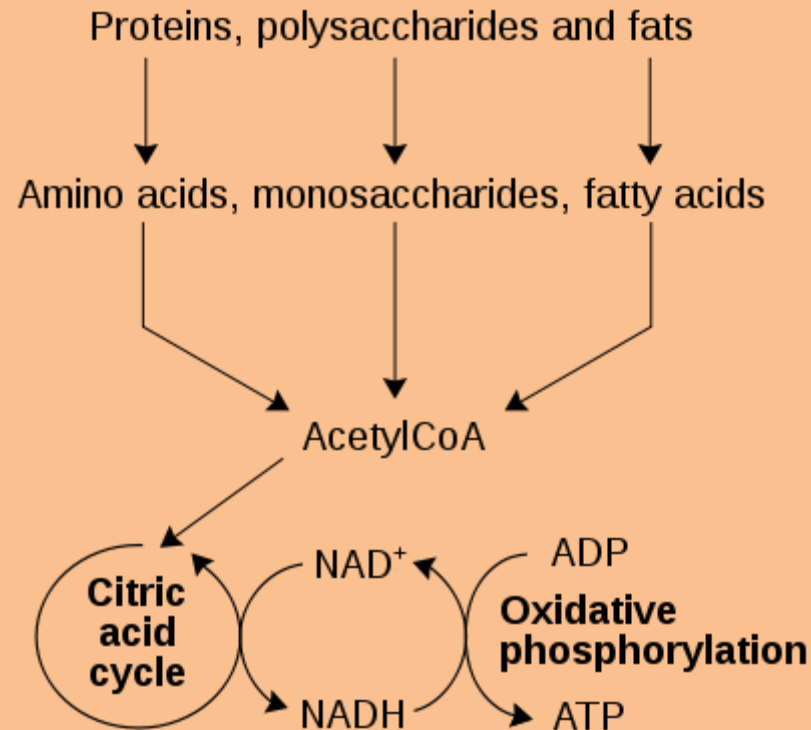 Proteins, polysaccharides and fats
Amino acids, monosaccharides, fatty acids
AcetylCoA
Citric
acid
cycle
NAD⁺
NADH
ADP
Oxidative
phosphorylation
ATP